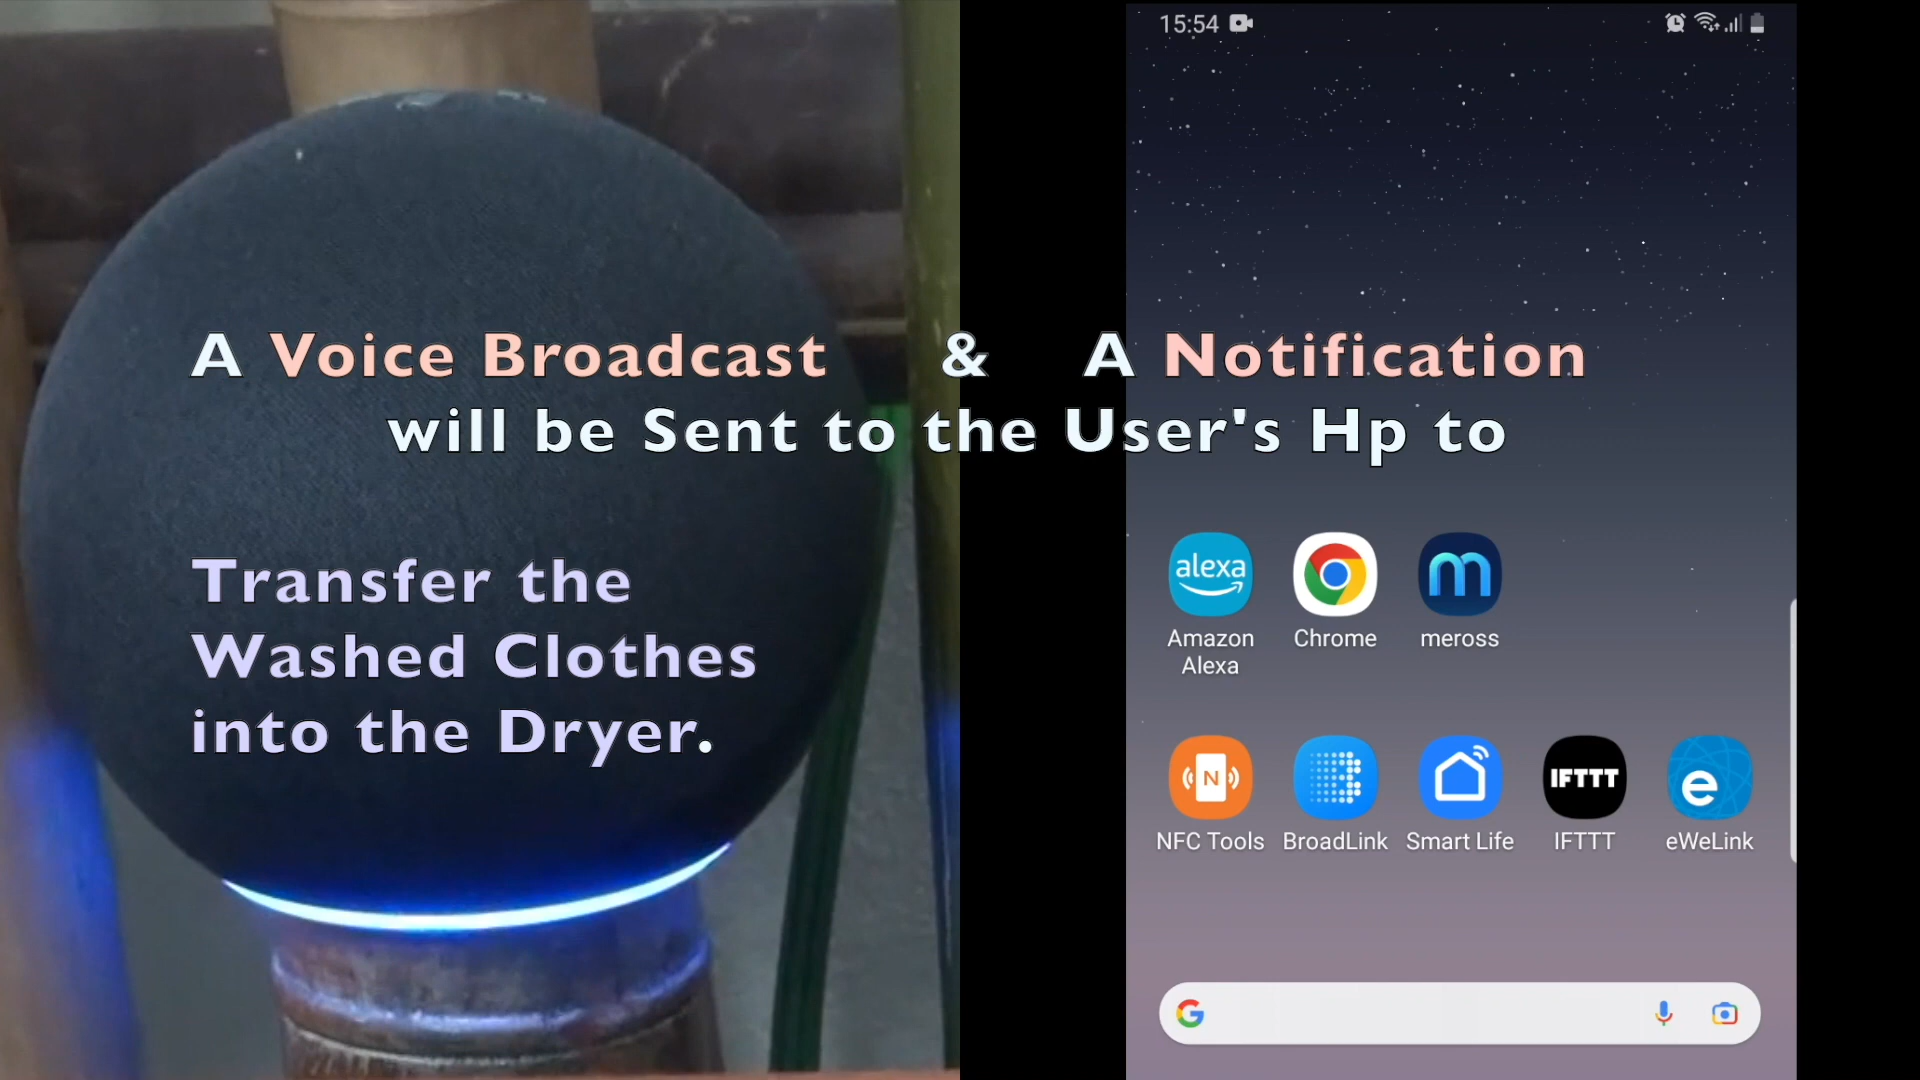 15:54
A Voice Broadcast & A Notification
will be Sent to the User's Hp to
Transfer the
Washed Clothes
into the Dryer.
alexa
Amazon
Alexa
Chrome
m
meross
N
NFC Tools
B
BroadLink
Smart Life
IFTTT
IFTTT
e
eWeLink
G